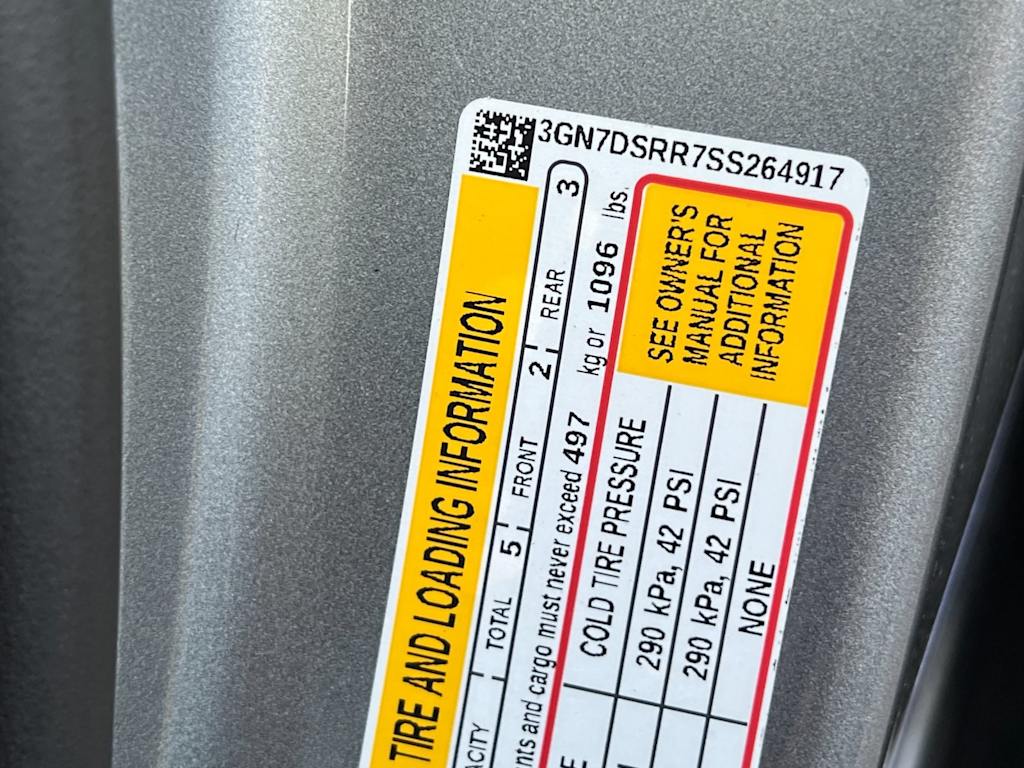 3GN7DSRR7SS264917
TIRE AND LOADING INFORMATION
TOTAL 5 FRONT 2 REAR 3
and cargo must never exceed 497 kg or 1096 lbs.
COLD TIRE PRESSURE
290 kPa, 42 PSI
290 kPa, 42 PSI
NONE
SEE OWNER'S
MANUAL FOR
ADDITIONAL
INFORMATION